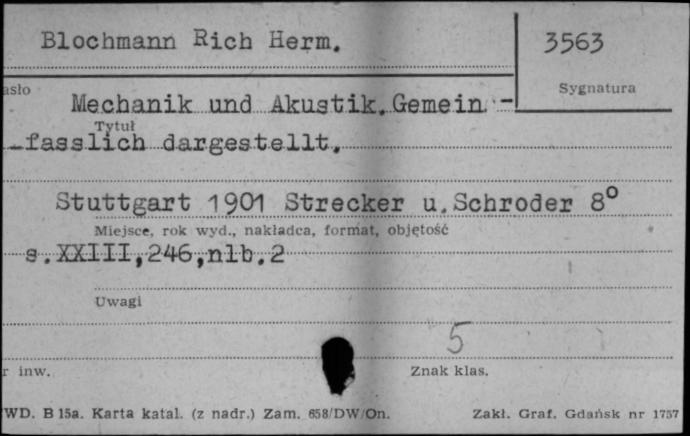 Blochmann Rich Herm. 3563
asło Sygnatura
Mechanik und Akustik. Gemein-
Tytuł
-fasslich dargestellt.
Stuttgart 1901 Strecker u. Schroder 8°
Miejsce, rok wyd., nakładca, format, objętość
s. XXIII, 246, nlb. 2
Uwagi
5
r inw. Znak klas.
WD. B 15a. Karta katal. (z nadr.) Zam. 658/DW/On. Zakł. Graf. Gdańsk nr 1757